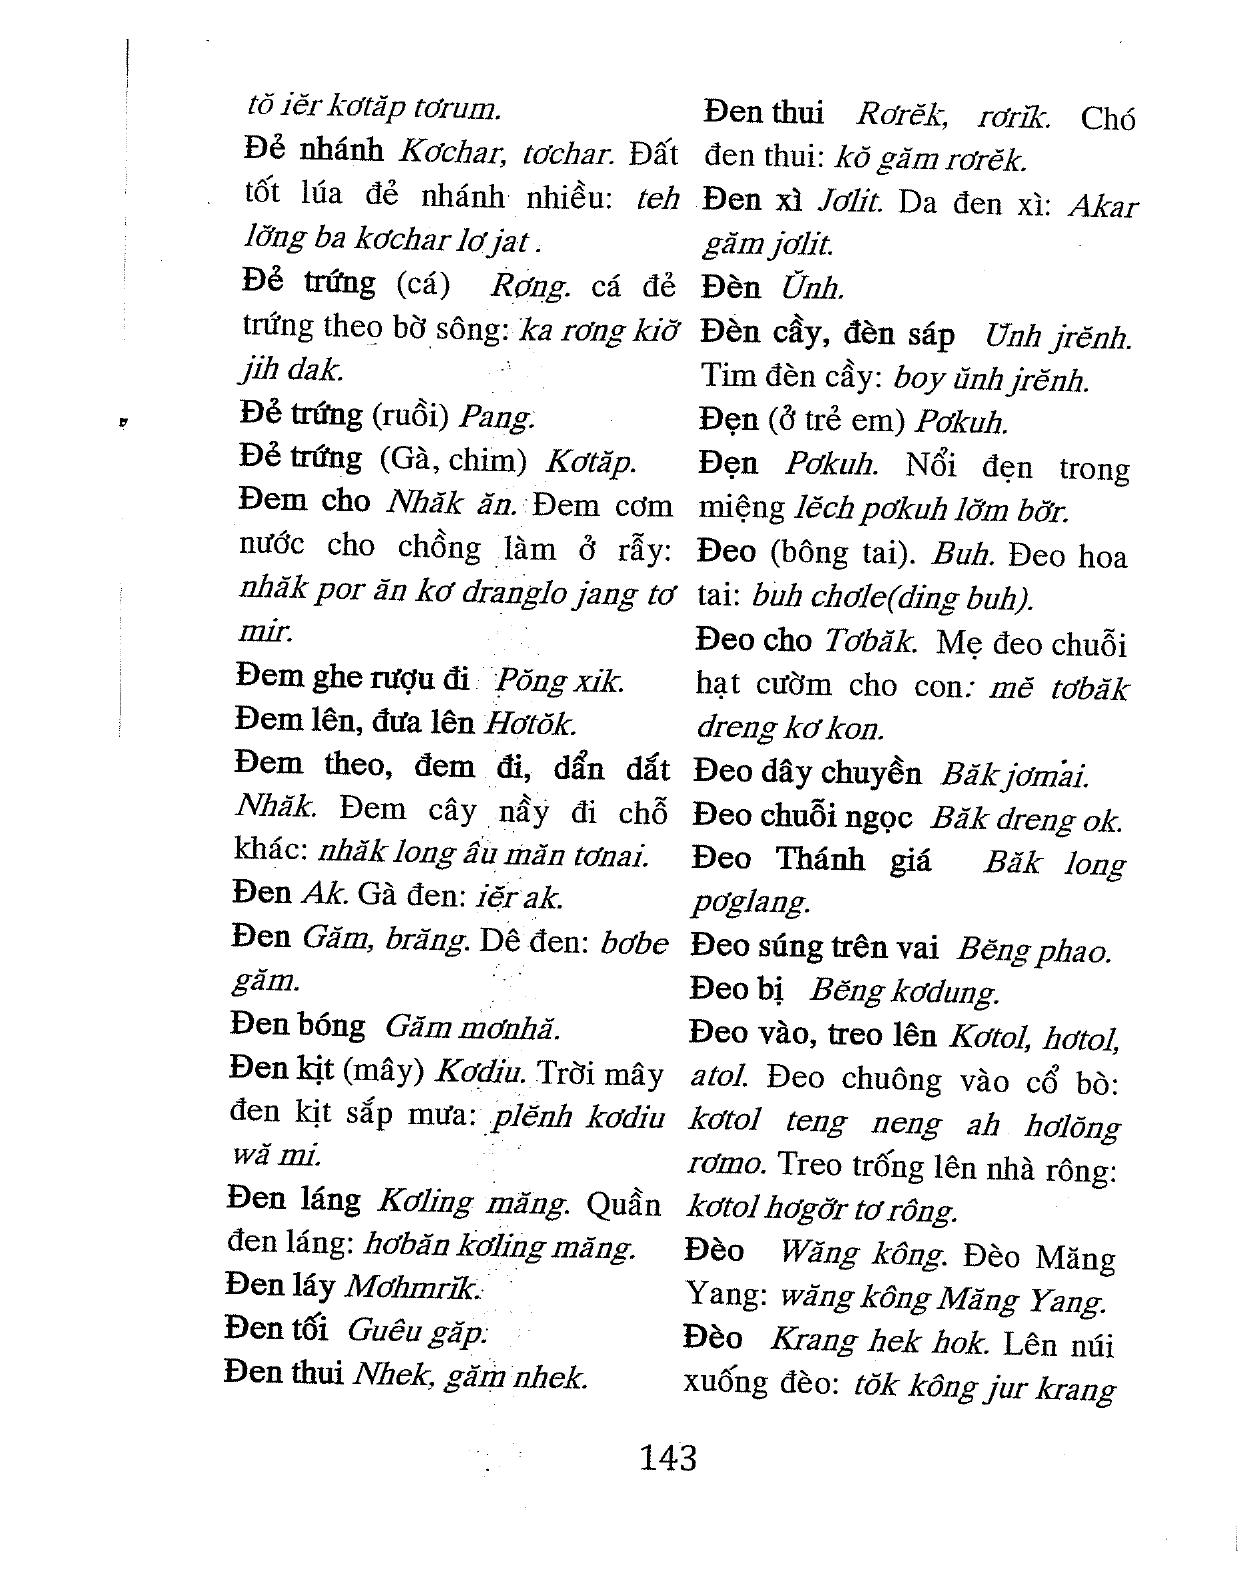 tŏ iĕr kơtăp tơrum.
Đẻ nhánh Kơchar, tơchar. Đất
tốt lúa đẻ nhánh nhiều: teh
lỡng ba kơchar lơ jat .
Đẻ trứng (cá) Rơng. cá đẻ
trứng theo bờ sông: ka rơng kiỡ
jih dak.
Đẻ trứng (ruồi) Pang.
Đẻ trứng (Gà, chim) Kơtăp.
Đem cho Nhăk ăn. Đem cơm
nước cho chồng làm ở rẫy:
nhăk por ăn kơ dranglo jang tơ
mir.
Đem ghe rượu đi Pŏng xik.
Đem lên, đưa lên Hơtŏk.
Đem theo, đem đi, dẩn dắt
Nhăk. Đem cây nầy đi chỗ
khác: nhăk long âu măn tơnai.
Đen Ak. Gà đen: iĕr ak.
Đen Găm, brăng. Dê đen: bơbe
găm.
Đen bóng Găm mơnhă.
Đen kịt (mây) Kơdiu. Trời mây
đen kịt sắp mưa: plĕnh kơdiu
wă mi.
Đen láng Kơling măng. Quần
đen láng: hơbăn kơling măng.
Đen láy Mơhmrĭk.
Đen tối Guêu găp.
Đen thui Nhek, găm nhek.
Đen thui Rơrĕk, rơrĭk. Chó
đen thui: kŏ găm rơrĕk.
Đen xì Jơlit. Da đen xì: Akar
găm jơlit.
Đèn Ŭnh.
Đèn cầy, đèn sáp Ŭnh jrĕnh.
Tim đèn cầy: boy ŭnh jrĕnh.
Đẹn (ở trẻ em) Pơkuh.
Đẹn Pơkuh. Nổi đẹn trong
miệng lĕch pơkuh lỡm bỡr.
Đeo (bông tai). Buh. Đeo hoa
tai: buh chơle(ding buh).
Đeo cho Tơbăk. Mẹ đeo chuỗi
hạt cườm cho con: mĕ tơbăk
dreng kơ kon.
Đeo dây chuyền Băk jơmai.
Đeo chuỗi ngọc Băk dreng ok.
Đeo Thánh giá Băk long
pơglang.
Đeo súng trên vai Bĕng phao.
Đeo bị Bĕng kơdung.
Đeo vào, treo lên Kơtol, hơtol,
atol. Đeo chuông vào cổ bò:
kơtol teng neng ah hơlŏng
rơmo. Treo trống lên nhà rông:
kơtol hơgỡr tơ rông.
Đèo Wăng kông. Đèo Măng
Yang: wăng kông Măng Yang.
Đèo Krang hek hok. Lên núi
xuống đèo: tŏk kông jur krang
143